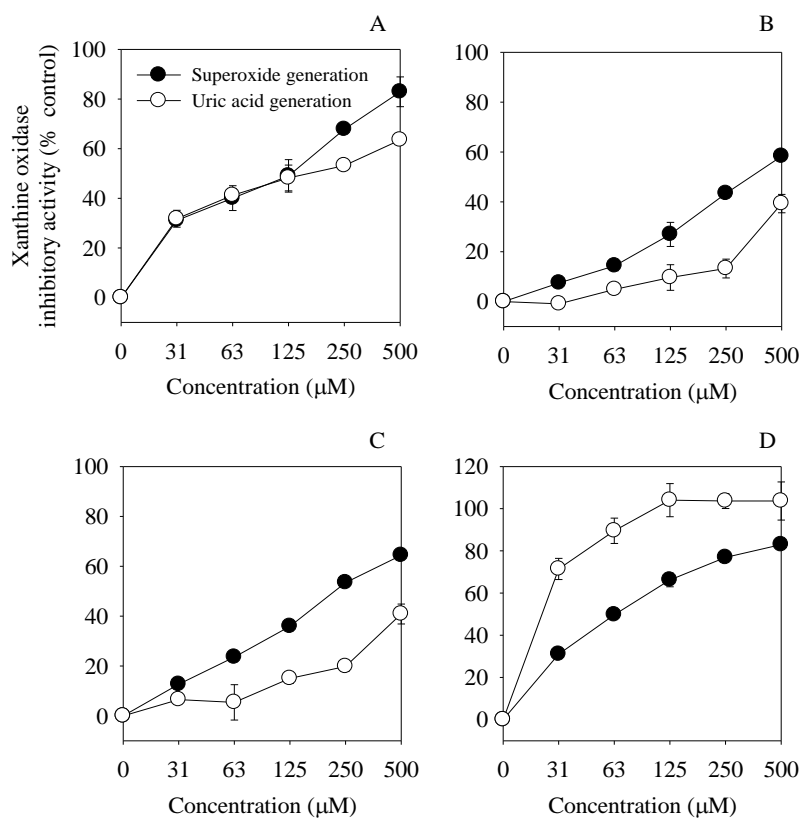 A
B
Xanthine oxidase
inhibitory activity (% control)
100
80
60
40
20
0
Superoxide generation
Uric acid generation
0 31 63 125 250 500
Concentration (μM)
100
80
60
40
20
0
0 31 63 125 250 500
Concentration (μM)
C
D
100
80
60
40
20
0
0 31 63 125 250 500
Concentration (μM)
120
100
80
60
40
20
0
0 31 63 125 250 500
Concentration (μM)